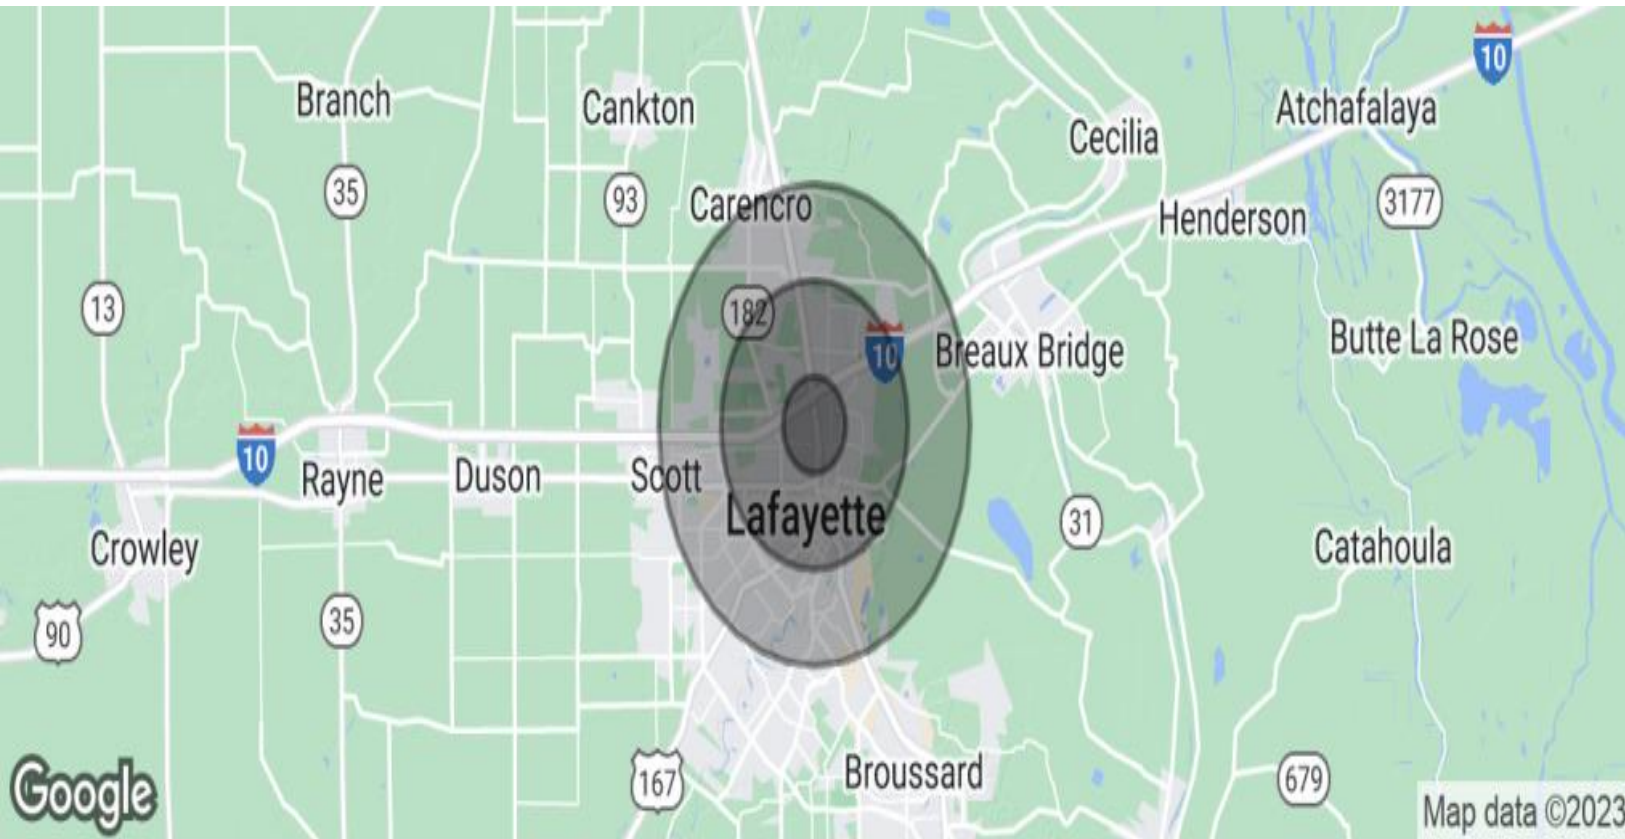 10
Branch
Cankton
Atchafalaya
Cecilia
35
93
Carencro
3177
Henderson
13
182
10
Breaux Bridge
Butte La Rose
10
Rayne
Duson
Scott
Lafayette
31
Crowley
Catahoula
90
35
167
Broussard
679
Google
Map data ©2023